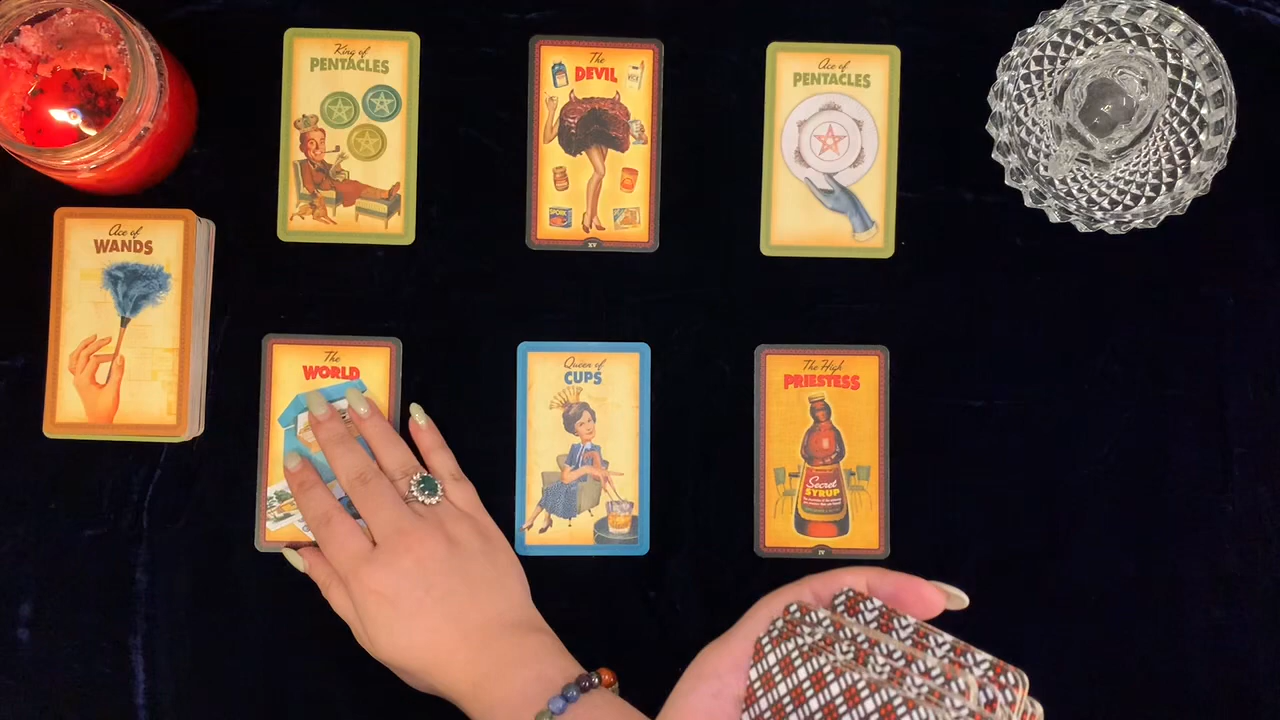 King of
PENTACLES
The
DEVIL
XV
Ace of
PENTACLES
Ace of
WANDS
The
WORLD
Queen of
CUPS
The High
PRIESTESS
Secret
SYRUP